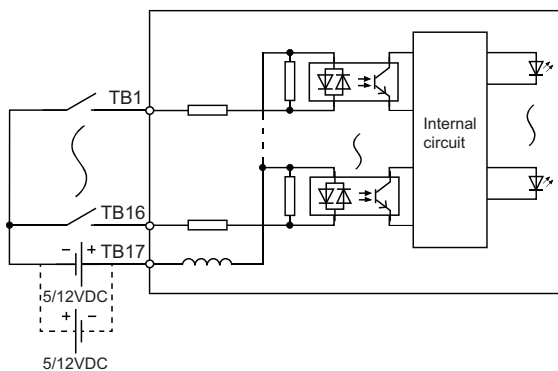 TB1
Internal
circuit
TB16
TB17
− +
5/12VDC
+ −
5/12VDC